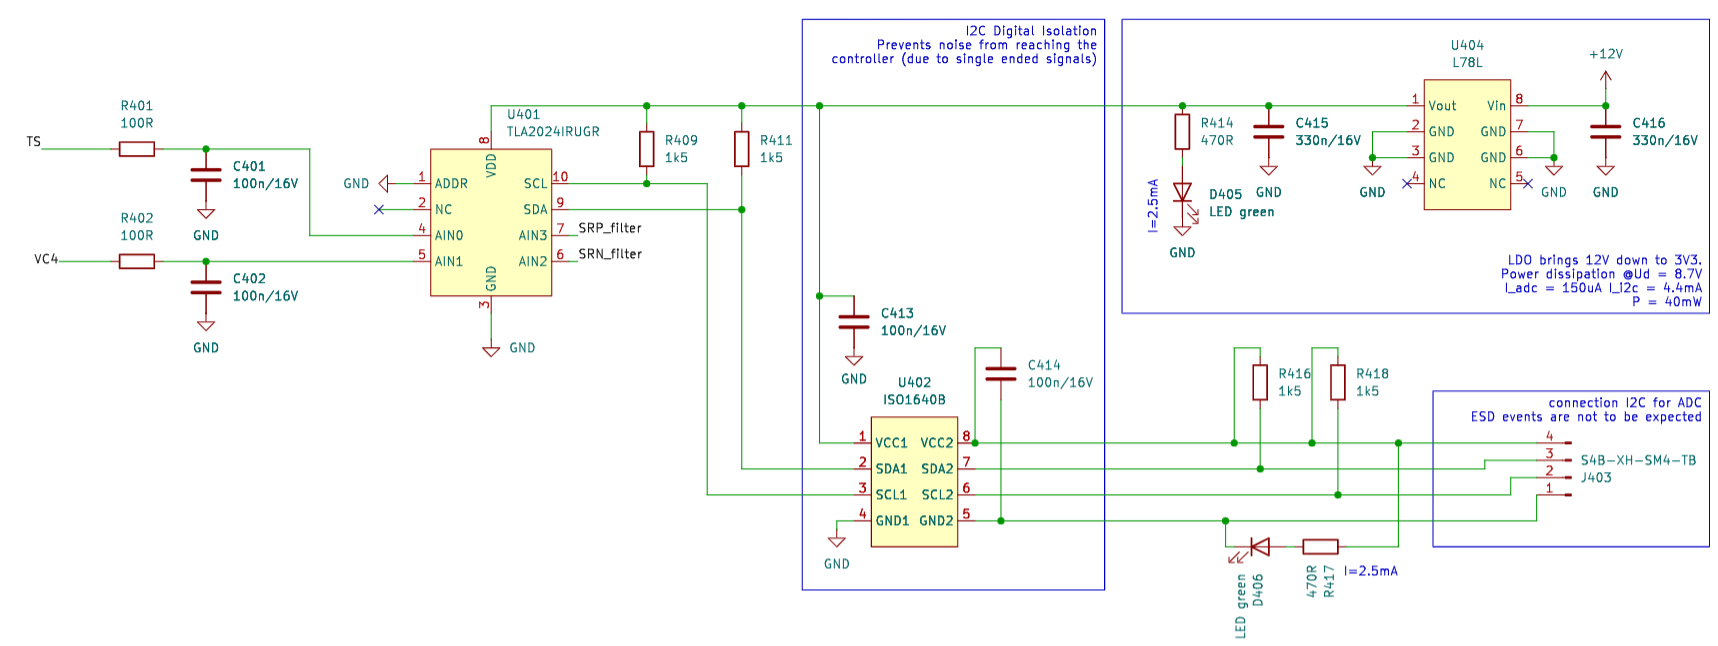 I2C Digital Isolation
Prevents noise from reaching the
controller (due to single ended signals)
U404
L78L
+12V
R401
100R
TS
C401
100n/16V
GND
R402
100R
VC4
C402
100n/16V
GND
U401
TLA2024IRUGR
8
VDD
GND
1
ADDR
2
NC
4
AIN0
5
AIN1
SCL
10
SDA
9
AIN3
7
SRP_filter
AIN2
6
SRN_filter
GND
3
GND
R409
1k5
R411
1k5
C413
100n/16V
GND
U402
ISO1640B
1
VCC1
VCC2
8
2
SDA1
SDA2
7
3
SCL1
SCL2
6
4
GND1
GND2
5
GND
C414
100n/16V
R414
470R
I=2.5mA
D405
LED green
GND
C415
330n/16V
GND
1
Vout
Vin
8
2
GND
GND
7
3
GND
GND
6
4
NC
NC
5
GND
GND
C416
330n/16V
GND
LDO brings 12V down to 3V3.
Power dissipation @Ud = 8.7V
I_adc = 150uA I_i2c = 4.4mA
P = 40mW
R416
1k5
R418
1k5
connection I2C for ADC
ESD events are not to be expected
4
3
2
1
S4B-XH-SM4-TB
J403
LED green
D406
470R
R417
I=2.5mA